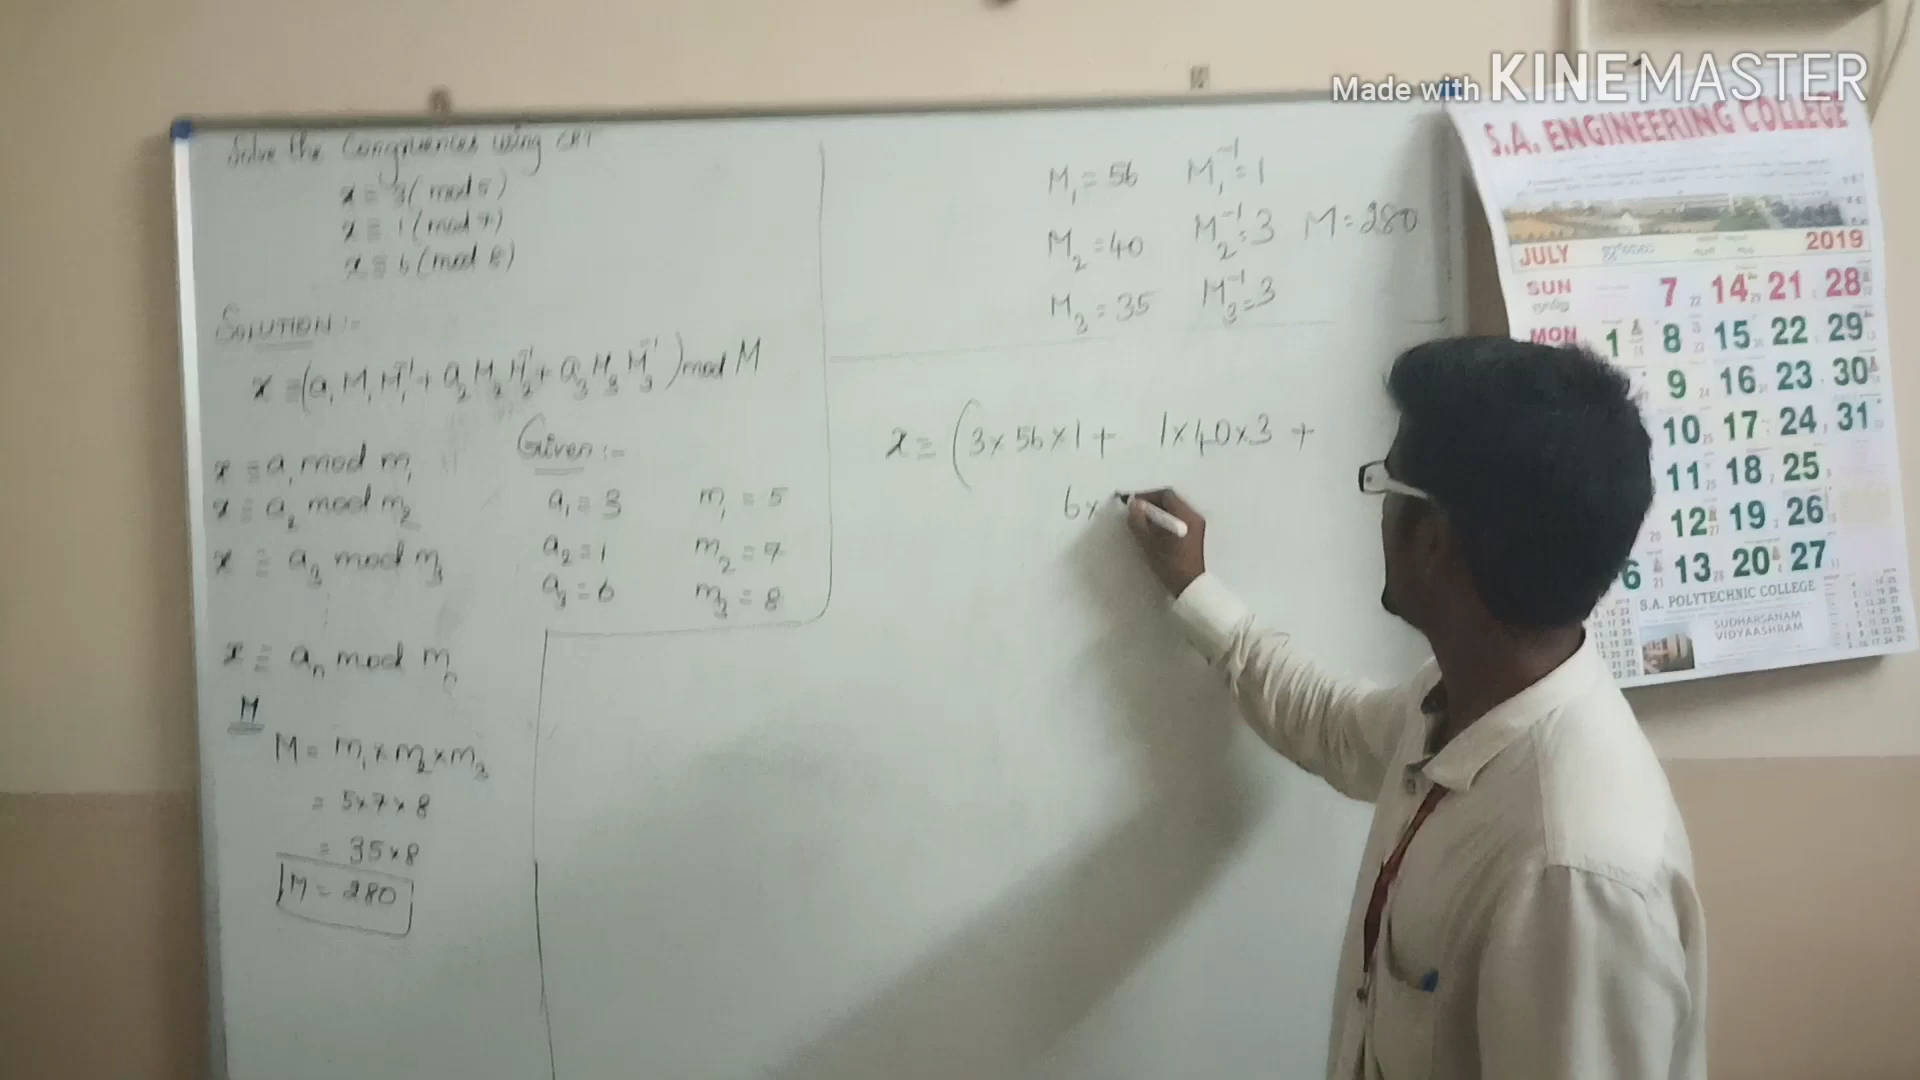 Made with KINEMASTER
Solve the Congruences using CRT
x ≡ 3 (mod 5)
x ≡ 1 (mod 7)
x ≡ 6 (mod 8)
SOLUTION:-
x ≡ (a₁ M₁ M₁⁻¹ + a₂ M₂ M₂⁻¹ + a₃ M₃ M₃⁻¹) mod M
x ≡ a₁ mod m₁
x ≡ a₂ mod m₂
x ≡ a₃ mod m₃
x ≡ aₙ mod mₙ
Given:-
a₁ = 3 m₁ = 5
a₂ = 1 m₂ = 7
a₃ = 6 m₃ = 8
M
M = m₁ × m₂ × m₃
= 5×7×8
= 35×8
M = 280
M₁ = 56 M₁⁻¹ = 1
M₂ = 40 M₂⁻¹ = 3 M = 280
M₃ = 35 M₃⁻¹ = 3
x ≡ (3×56×1 + 1×40×3 +
6×
S.A. ENGINEERING COLLEGE
JULY 2019
SUN 7 14 21 28
MON 1 8 15 22 29
9 16 23 30
10 17 24 31
11 18 25
12 19 26
6 13 20 27
S.A. POLYTECHNIC COLLEGE
SUDHARSANAM
VIDYAASHRAM